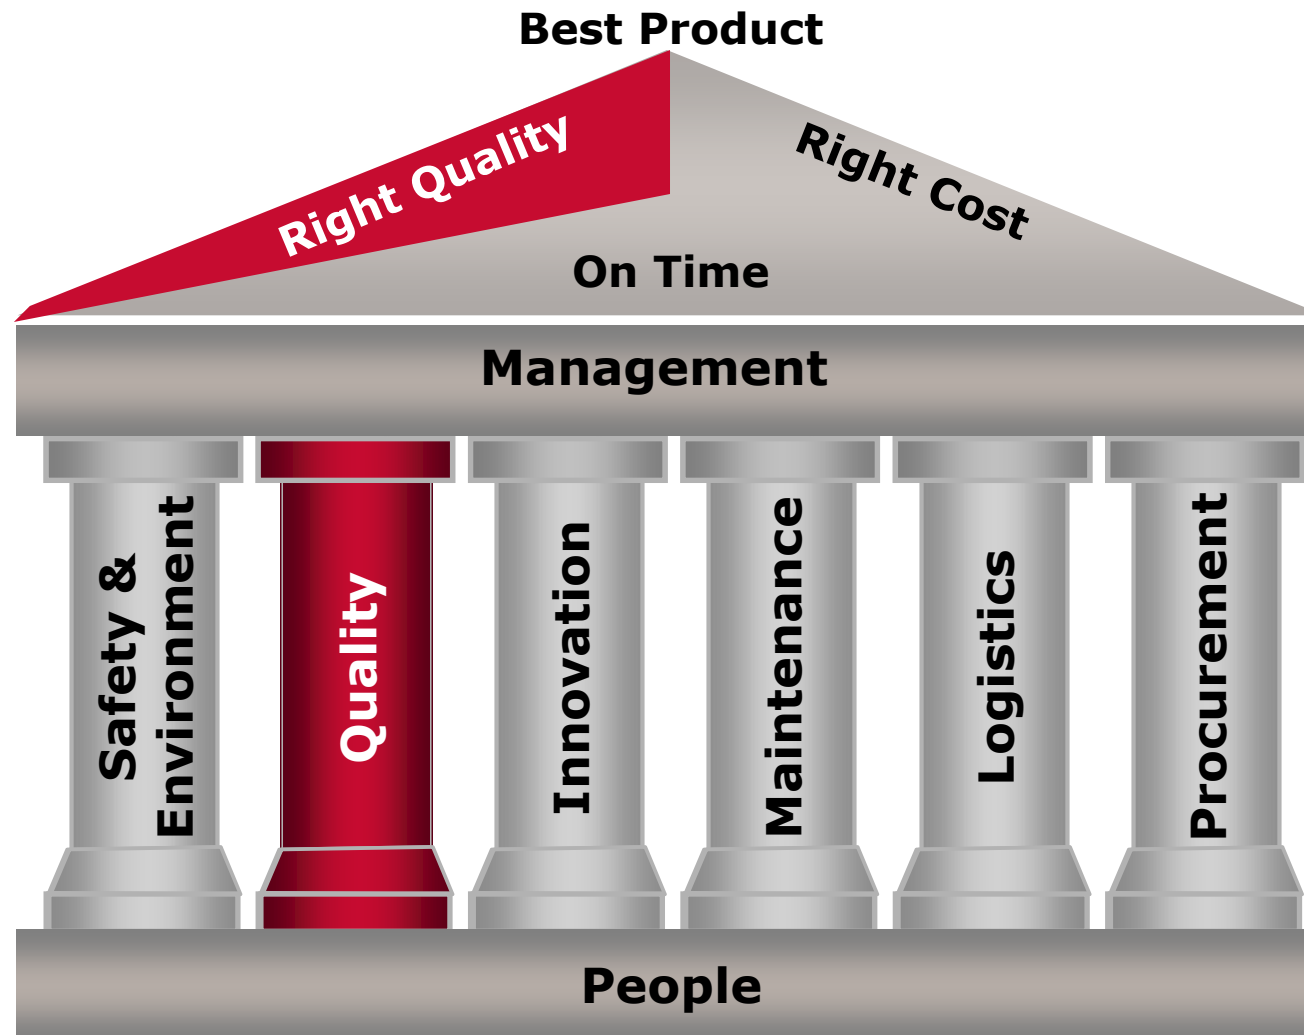 Best Product
Right Quality
Right Cost
On Time
Management
Safety &
Environment
Quality
Innovation
Maintenance
Logistics
Procurement
People